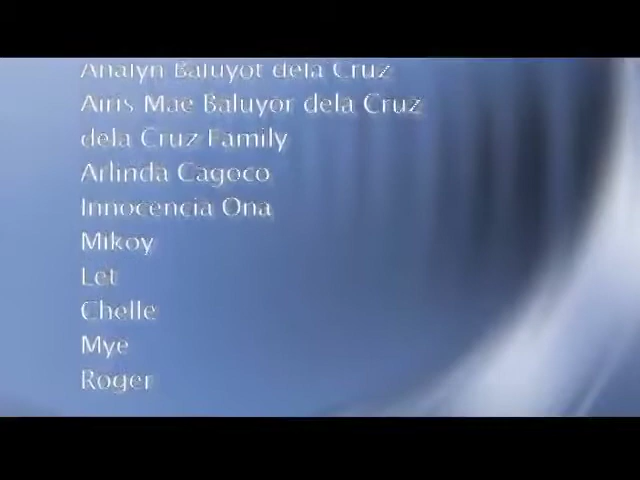 Analyn Baluyot dela Cruz
Airis Mae Baluyor dela Cruz
dela Cruz Family
Arlinda Cagoco
Innocencia Ona
Mikoy
Let
Chelle
Mye
Roger